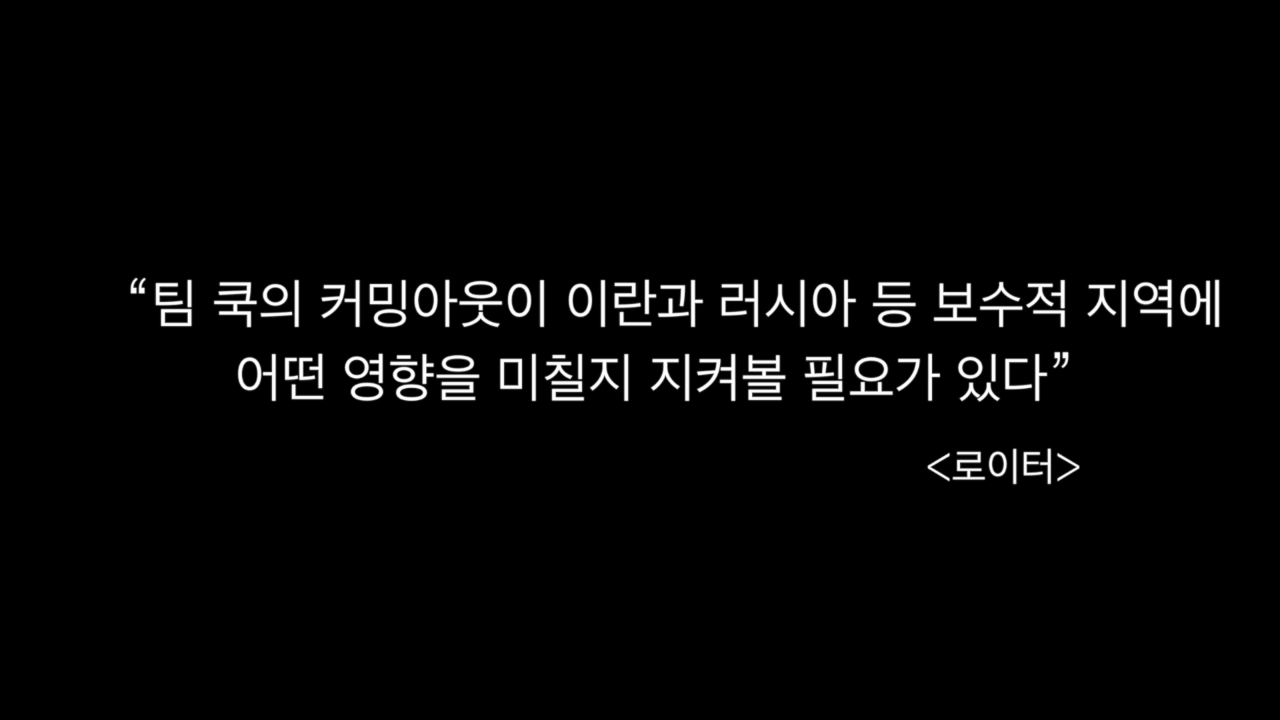 “팀 쿡의 커밍아웃이 이란과 러시아 등 보수적 지역에
어떤 영향을 미칠지 지켜볼 필요가 있다”
<로이터>